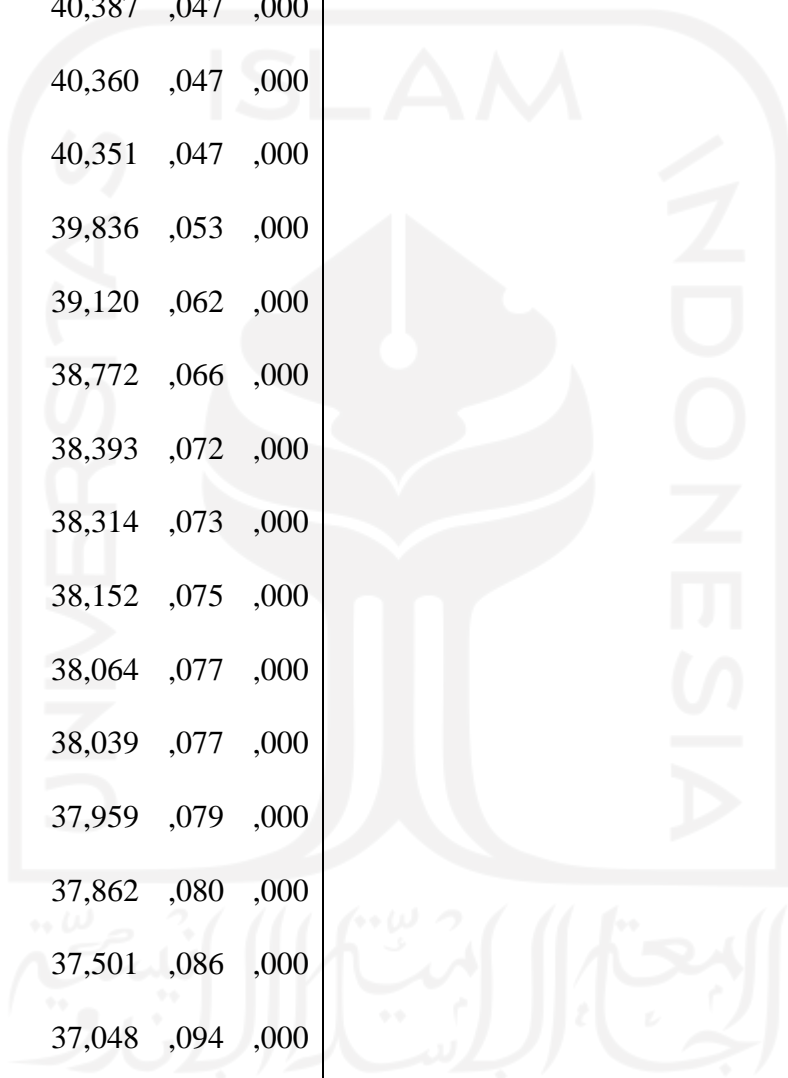 40,387 ,047 ,000
40,360 ,047 ,000
40,351 ,047 ,000
39,836 ,053 ,000
39,120 ,062 ,000
38,772 ,066 ,000
38,393 ,072 ,000
38,314 ,073 ,000
38,152 ,075 ,000
38,064 ,077 ,000
38,039 ,077 ,000
37,959 ,079 ,000
37,862 ,080 ,000
37,501 ,086 ,000
37,048 ,094 ,000
UNIVERSITAS
ISLAM
INDONESIA